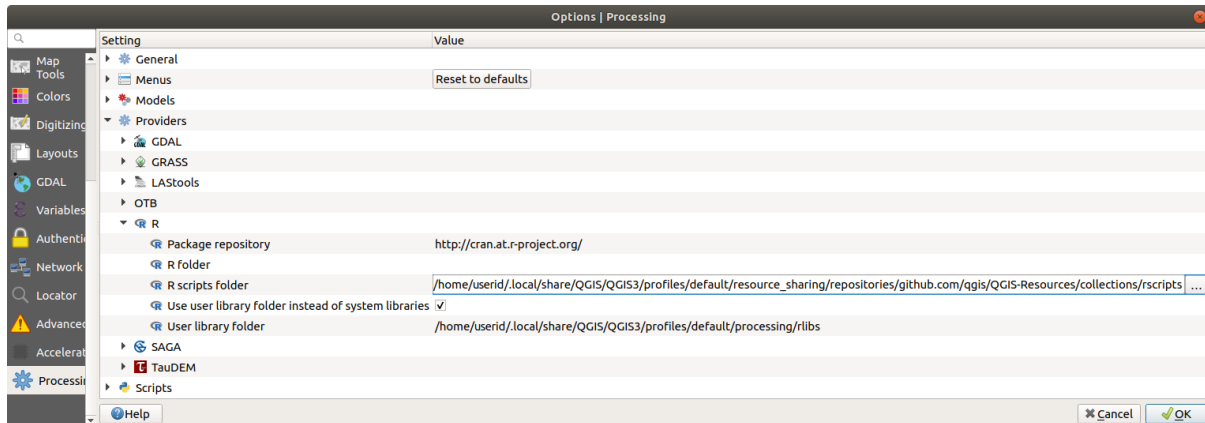 Options | Processing
Setting Value
Map Tools
Colors
Digitizing
Layouts
GDAL
Variables
Authenti
Network
Locator
Advanced
Accelerat
Processi
General
Menus Reset to defaults
Models
Providers
GDAL
GRASS
LAStools
OTB
R
Package repository http://cran.at.r-project.org/
R folder
R scripts folder /home/userid/.local/share/QGIS/QGIS3/profiles/default/resource_sharing/repositories/github.com/qgis/QGIS-Resources/collections/rscripts ...
Use user library folder instead of system libraries
User library folder /home/userid/.local/share/QGIS/QGIS3/profiles/default/processing/rlibs
SAGA
TauDEM
Scripts
Help Cancel OK